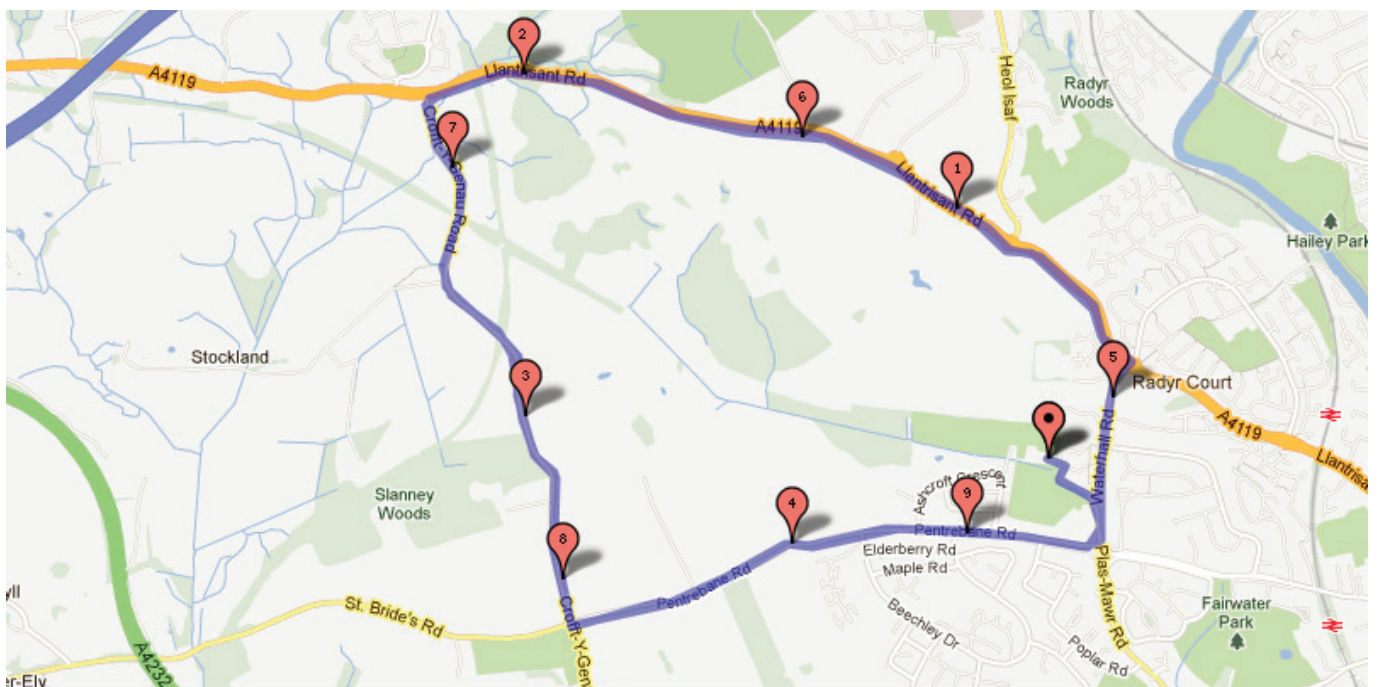 2
A4119
Llantrisant Rd
Heol Isaf
Radyr
Woods
6
A4119
7
Crofft-Y-Genau Road
1
Llantrisant Rd
Hailey Park
Stockland
3
5
Radyr Court
A4119
Llantrisa
Waterhall Rd
Ashcroft Crescent
9
4
Slanney
Woods
Pentrebane Rd
8
Elderberry Rd
Maple Rd
Pentrebane Rd
Plas-Mawr Rd
yll
St. Bride's Rd
Crofft-Y-Gen
Beechley Dr
Fairwater
Park
Poplar Rd
A4232
er-Ely